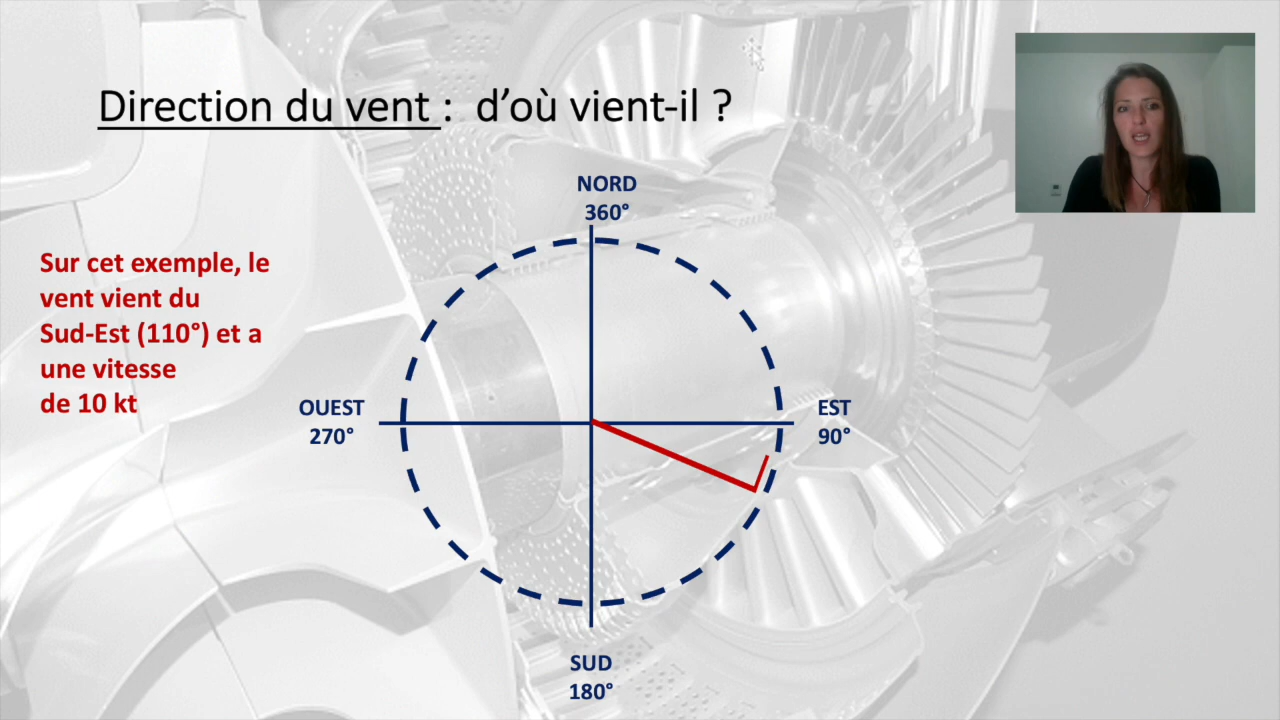 Direction du vent : d’où vient-il ?
NORD
360°
Sur cet exemple, le
vent vient du
Sud-Est (110°) et a
une vitesse
de 10 kt
OUEST
270°
EST
90°
SUD
180°